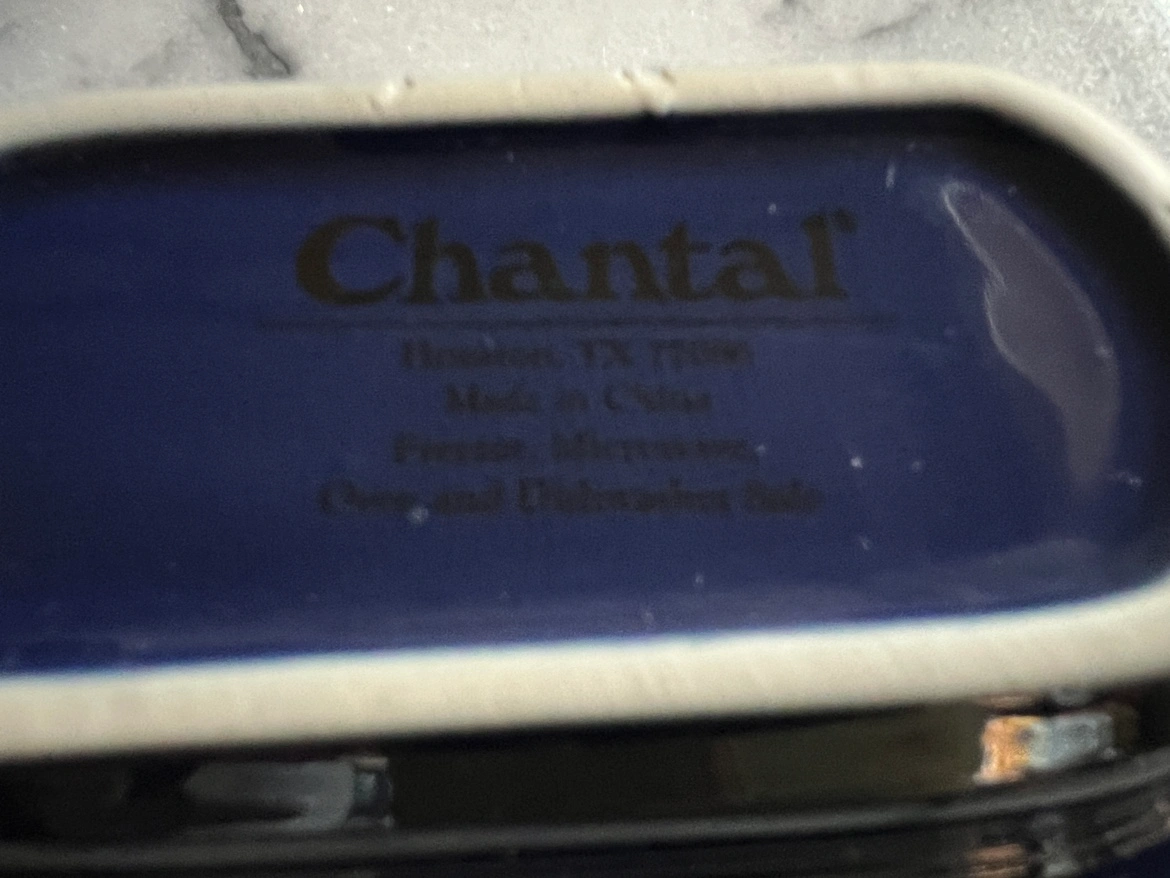 Chantal
Houston, TX
Made in China
Freezer, Microwave,
Oven and Dishwasher Safe